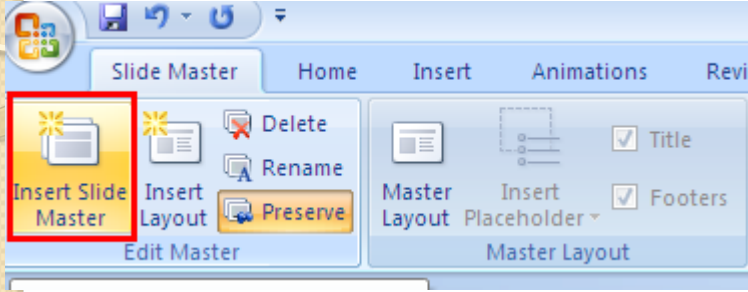 Slide Master Home Insert Animations Revi
Insert Slide Master
Insert Layout
Delete
Rename
Preserve
Master Layout
Insert Placeholder
Title
Footers
Edit Master
Master Layout